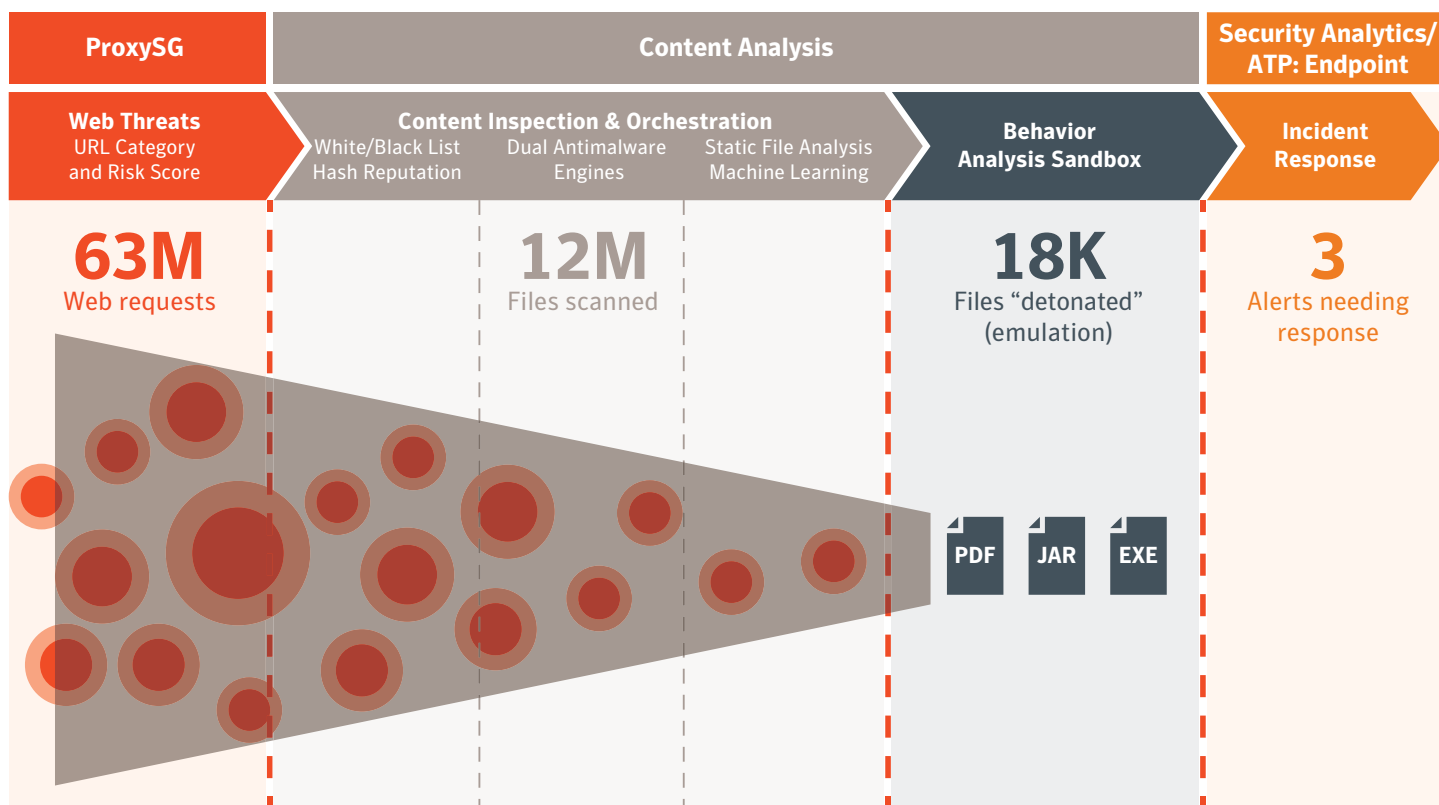 ProxySG
Content Analysis
Security Analytics/
ATP: Endpoint
Web Threats
URL Category
and Risk Score
Content Inspection & Orchestration
White/Black List
Hash Reputation
Dual Antimalware
Engines
Static File Analysis
Machine Learning
Behavior
Analysis Sandbox
Incident
Response
63M
Web requests
12M
Files scanned
18K
Files “detonated”
(emulation)
3
Alerts needing
response
PDF
JAR
EXE